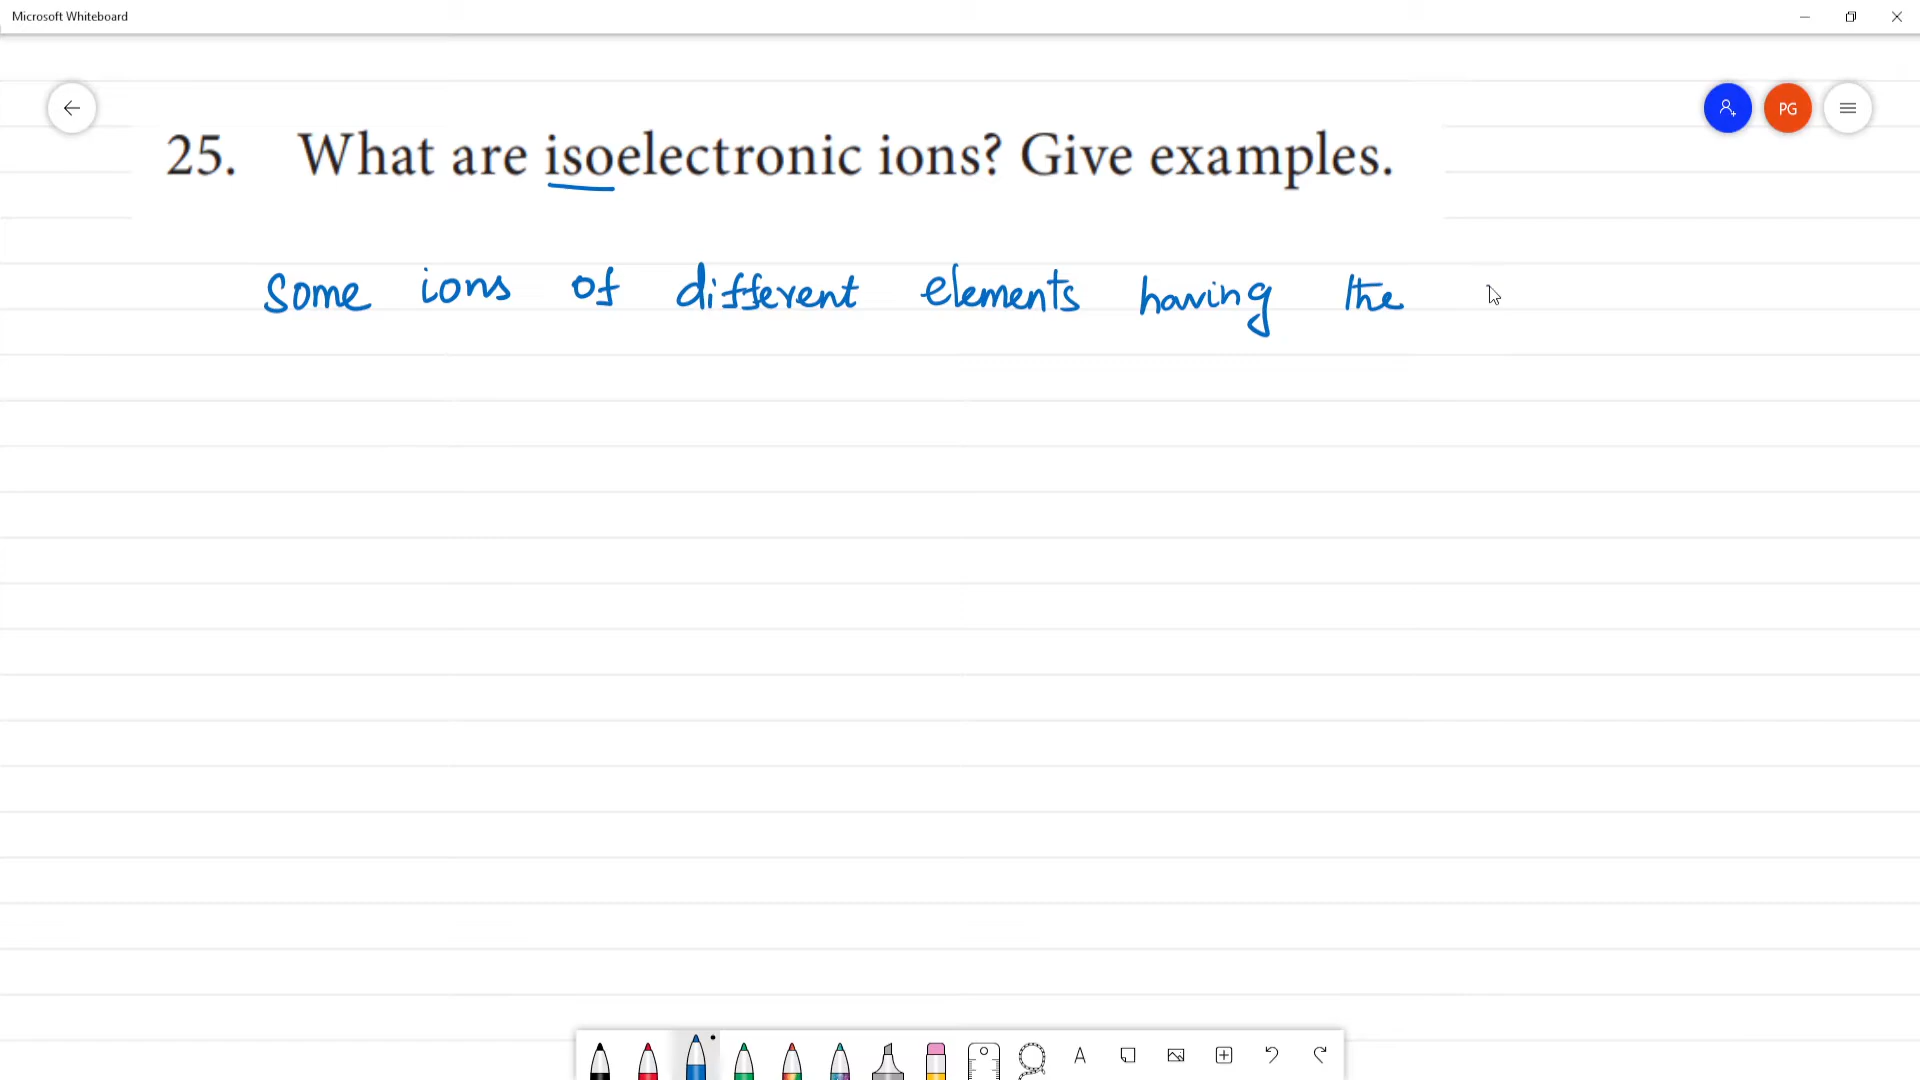 Microsoft Whiteboard
PG
25. What are isoelectronic ions? Give examples.
Some ions of different elements having the
A